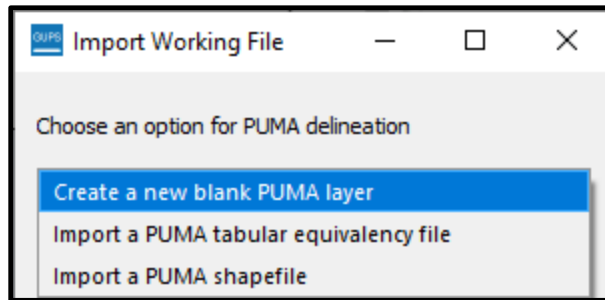 GUPS Import Working File
Choose an option for PUMA delineation
Create a new blank PUMA layer
Import a PUMA tabular equivalency file
Import a PUMA shapefile